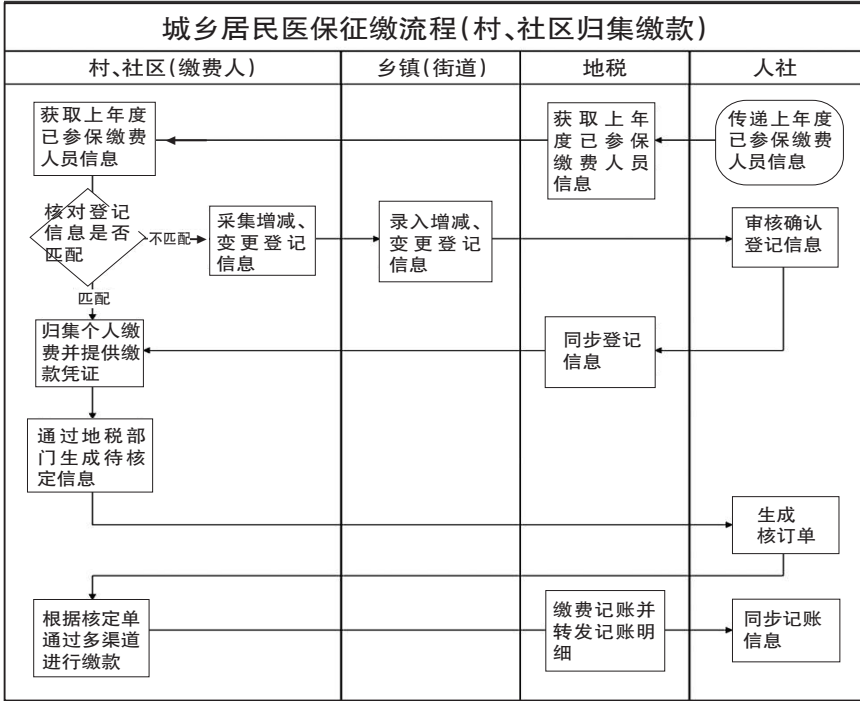 城乡居民医保征缴流程(村、社区归集缴款)
村、社区(缴费人)
乡镇(街道)
地税
人社
获取上年度
已参保缴费
人员信息
获取上年
度已参保
缴费人员
信息
传递上年度
已参保缴费
人员信息
核对登记
信息是否
匹配
不匹配
采集增减、
变更登记
信息
录入增减、
变更登记
信息
审核确认
登记信息
匹配
归集个人缴
费并提供缴
款凭证
同步登记
信息
通过地税部
门生成待核
定信息
生成
核订单
根据核定单
通过多渠道
进行缴款
缴费记账并
转发记账明
细
同步记账
信息